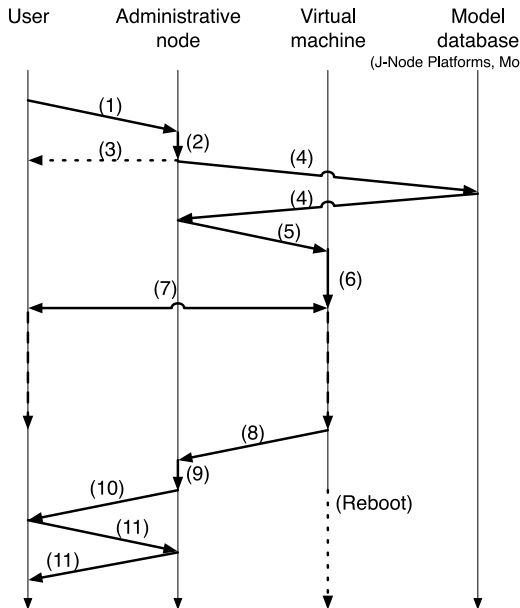 User
Administrative
node
Virtual
machine
Model
database
(J-Node Platforms, Mo
(1)
(2)
(3)
(4)
(4)
(5)
(6)
(7)
(8)
(9)
(10)
(Reboot)
(11)
(11)